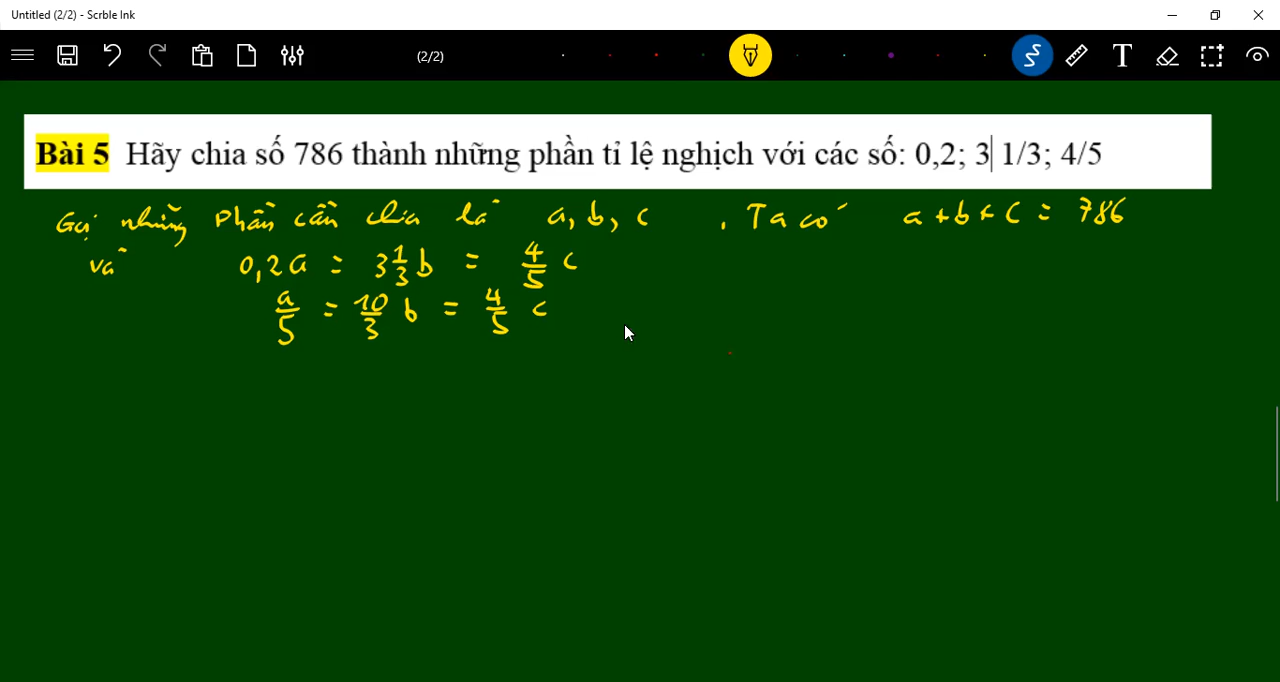 Untitled (2/2) - Scrble Ink
(2/2)
T
Bài 5 Hãy chia số 786 thành những phần tỉ lệ nghịch với các số: 0,2; 3 1/3; 4/5
Gọi những phần cần chia là a, b, c . Ta có a + b + c = 786
và 0,2a = 3 1/3 b = 4/5 c
a/5 = 10/3 b = 4/5 c